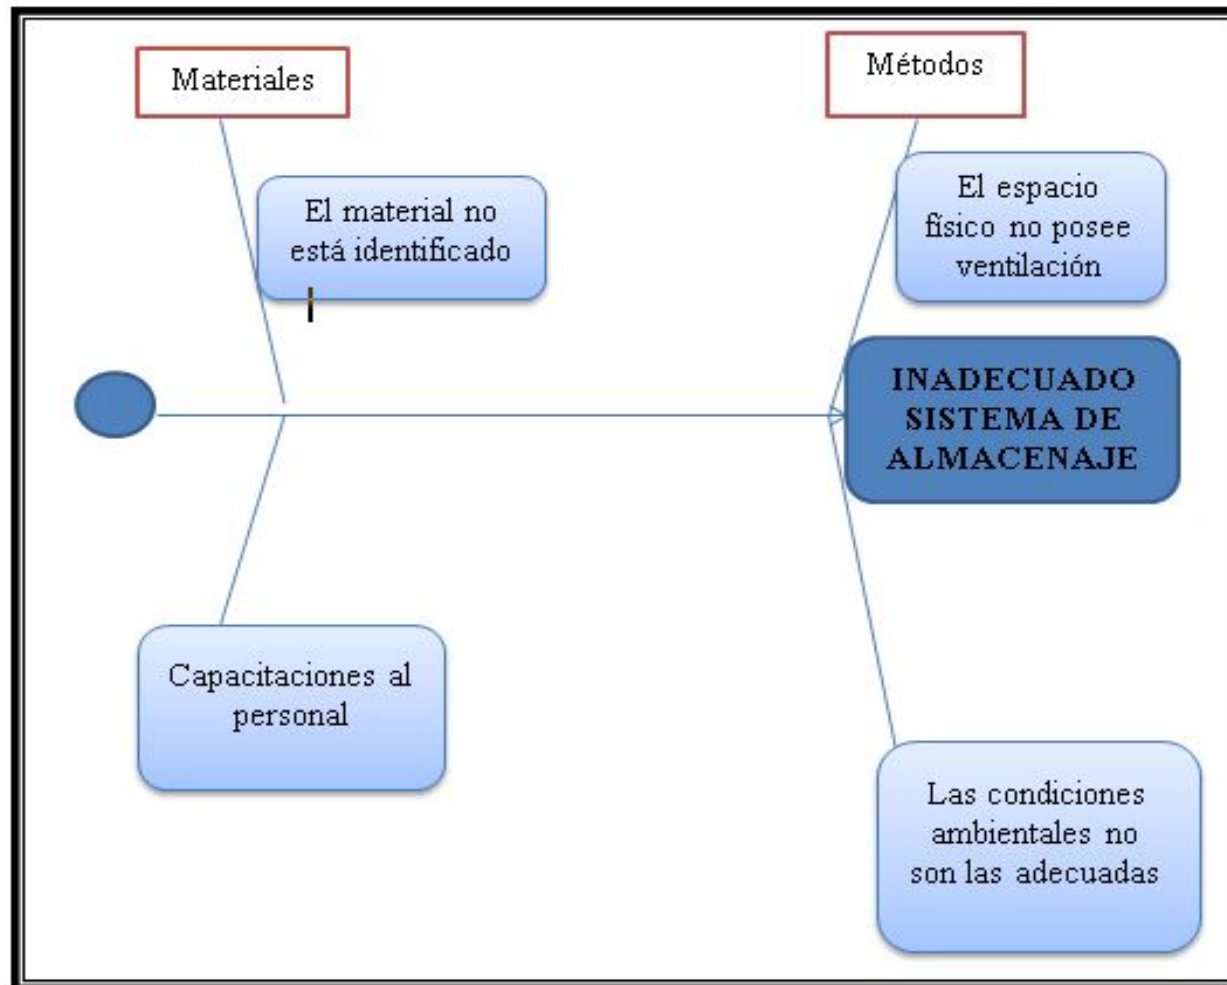 Materiales
Métodos
El material no
está identificado
El espacio
físico no posee
ventilación
INADECUADO
SISTEMA DE
ALMACENAJE
Capacitaciones al
personal
Las condiciones
ambientales no
son las adecuadas